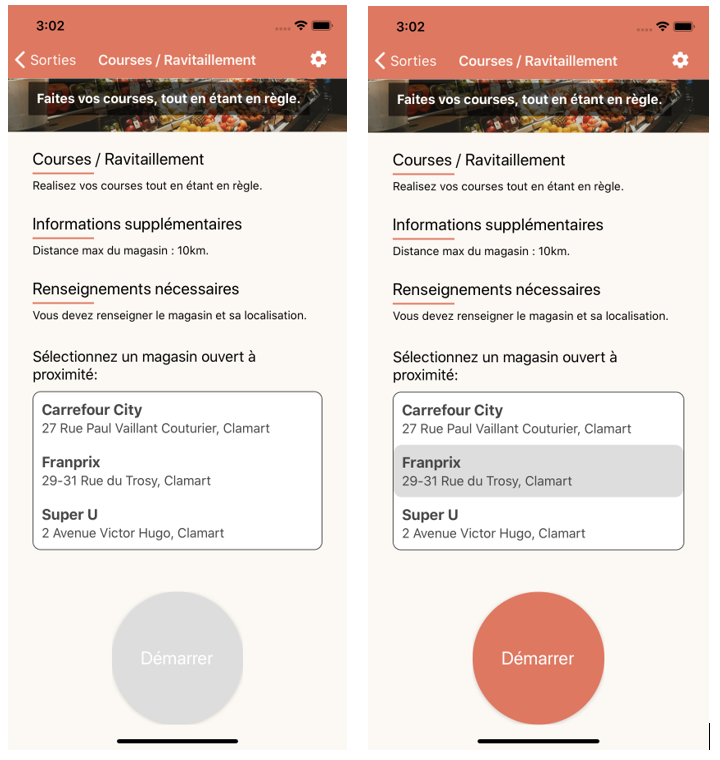 3:02
Sorties Courses / Ravitaillement
Faites vos courses, tout en étant en règle.
Courses / Ravitaillement
Realisez vos courses tout en étant en règle.
Informations supplémentaires
Distance max du magasin : 10km.
Renseignements nécessaires
Vous devez renseigner le magasin et sa localisation.
Sélectionnez un magasin ouvert à
proximité:
Carrefour City
27 Rue Paul Vaillant Couturier, Clamart
Franprix
29-31 Rue du Trosy, Clamart
Super U
2 Avenue Victor Hugo, Clamart
Démarrer
3:02
Sorties Courses / Ravitaillement
Faites vos courses, tout en étant en règle.
Courses / Ravitaillement
Realisez vos courses tout en étant en règle.
Informations supplémentaires
Distance max du magasin : 10km.
Renseignements nécessaires
Vous devez renseigner le magasin et sa localisation.
Sélectionnez un magasin ouvert à
proximité:
Carrefour City
27 Rue Paul Vaillant Couturier, Clamart
Franprix
29-31 Rue du Trosy, Clamart
Super U
2 Avenue Victor Hugo, Clamart
Démarrer